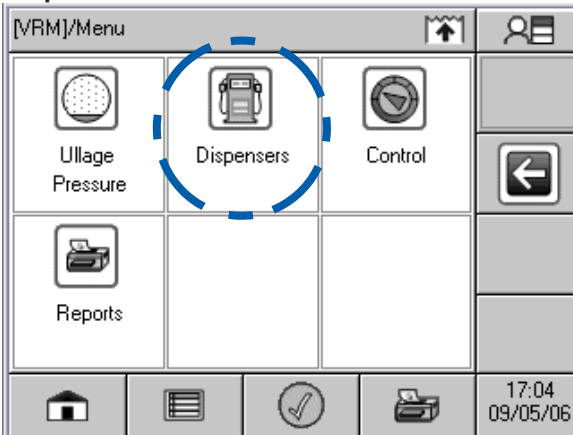 [VRM]/Menu
Ullage
Pressure
Dispensers
Control
Reports
17:04
09/05/06